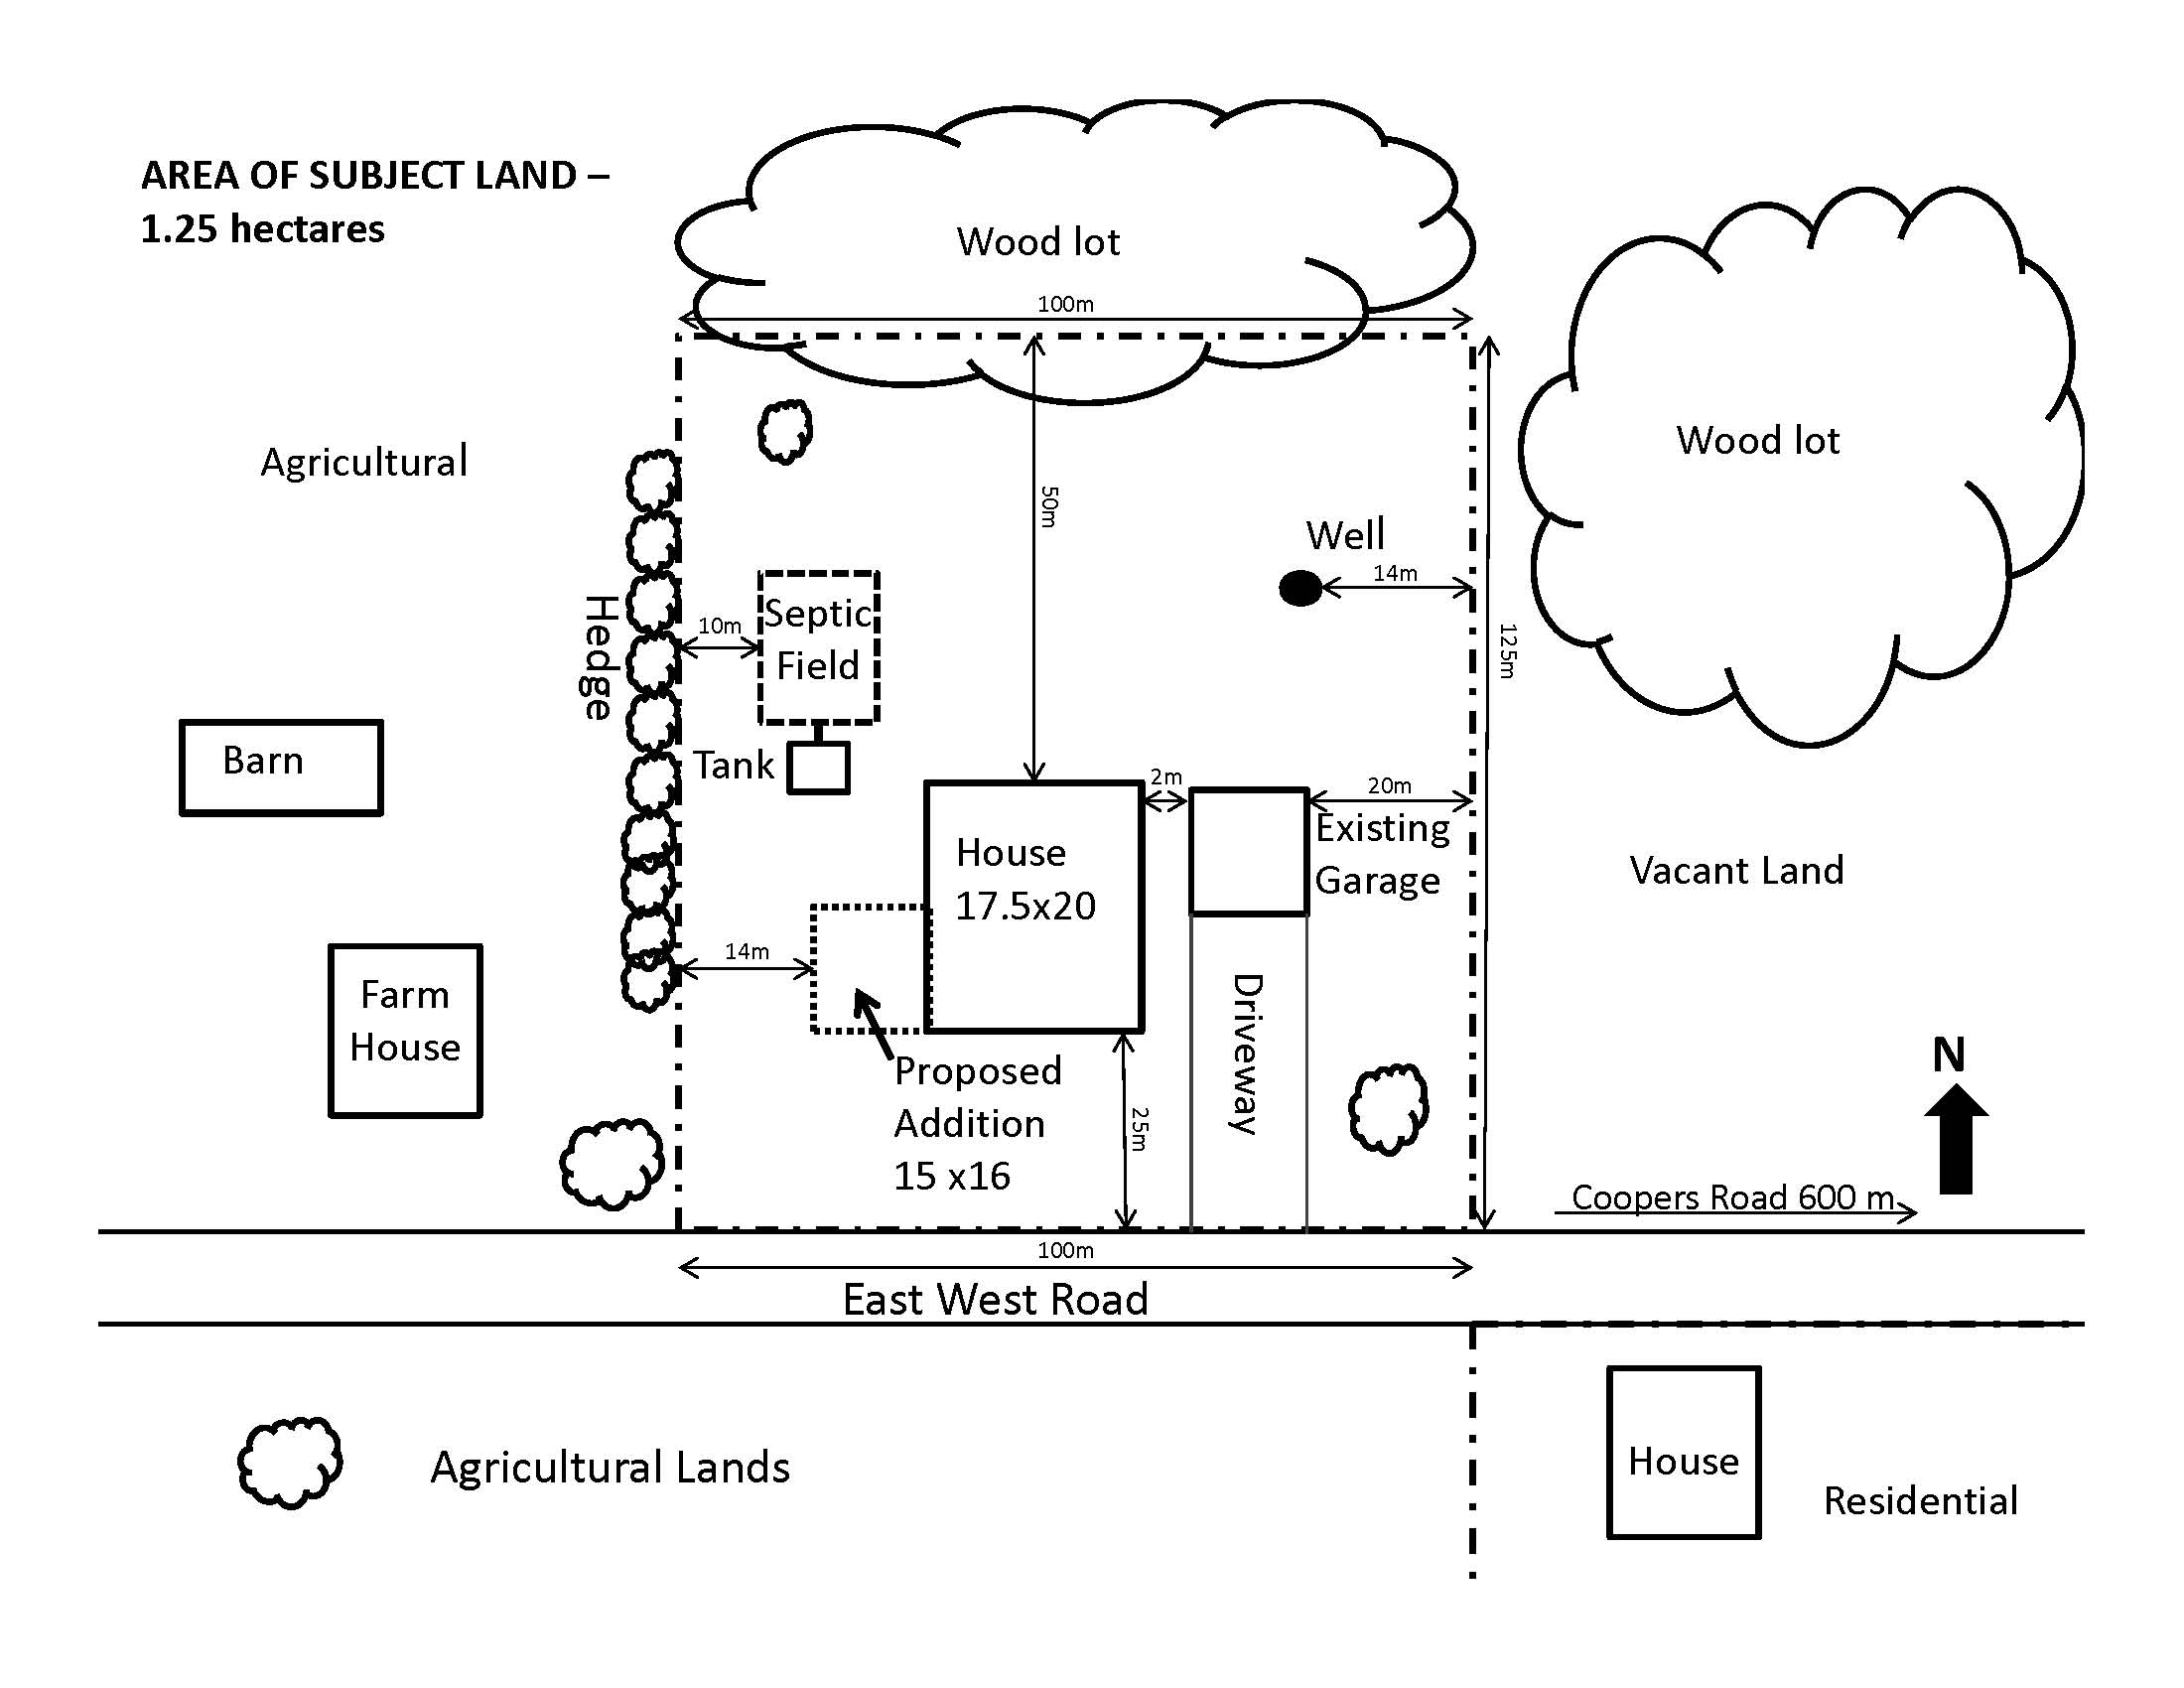 AREA OF SUBJECT LAND –
1.25 hectares
Wood lot
100m
Wood lot
Agricultural
50m
Well
14m
Hedge
Septic
Field
10m
125m
Barn
Tank
2m
20m
House
17.5x20
Existing
Garage
Vacant Land
14m
Farm
House
Driveway
Proposed
Addition
15 x16
25m
N
Coopers Road 600 m
100m
East West Road
Agricultural Lands
House
Residential